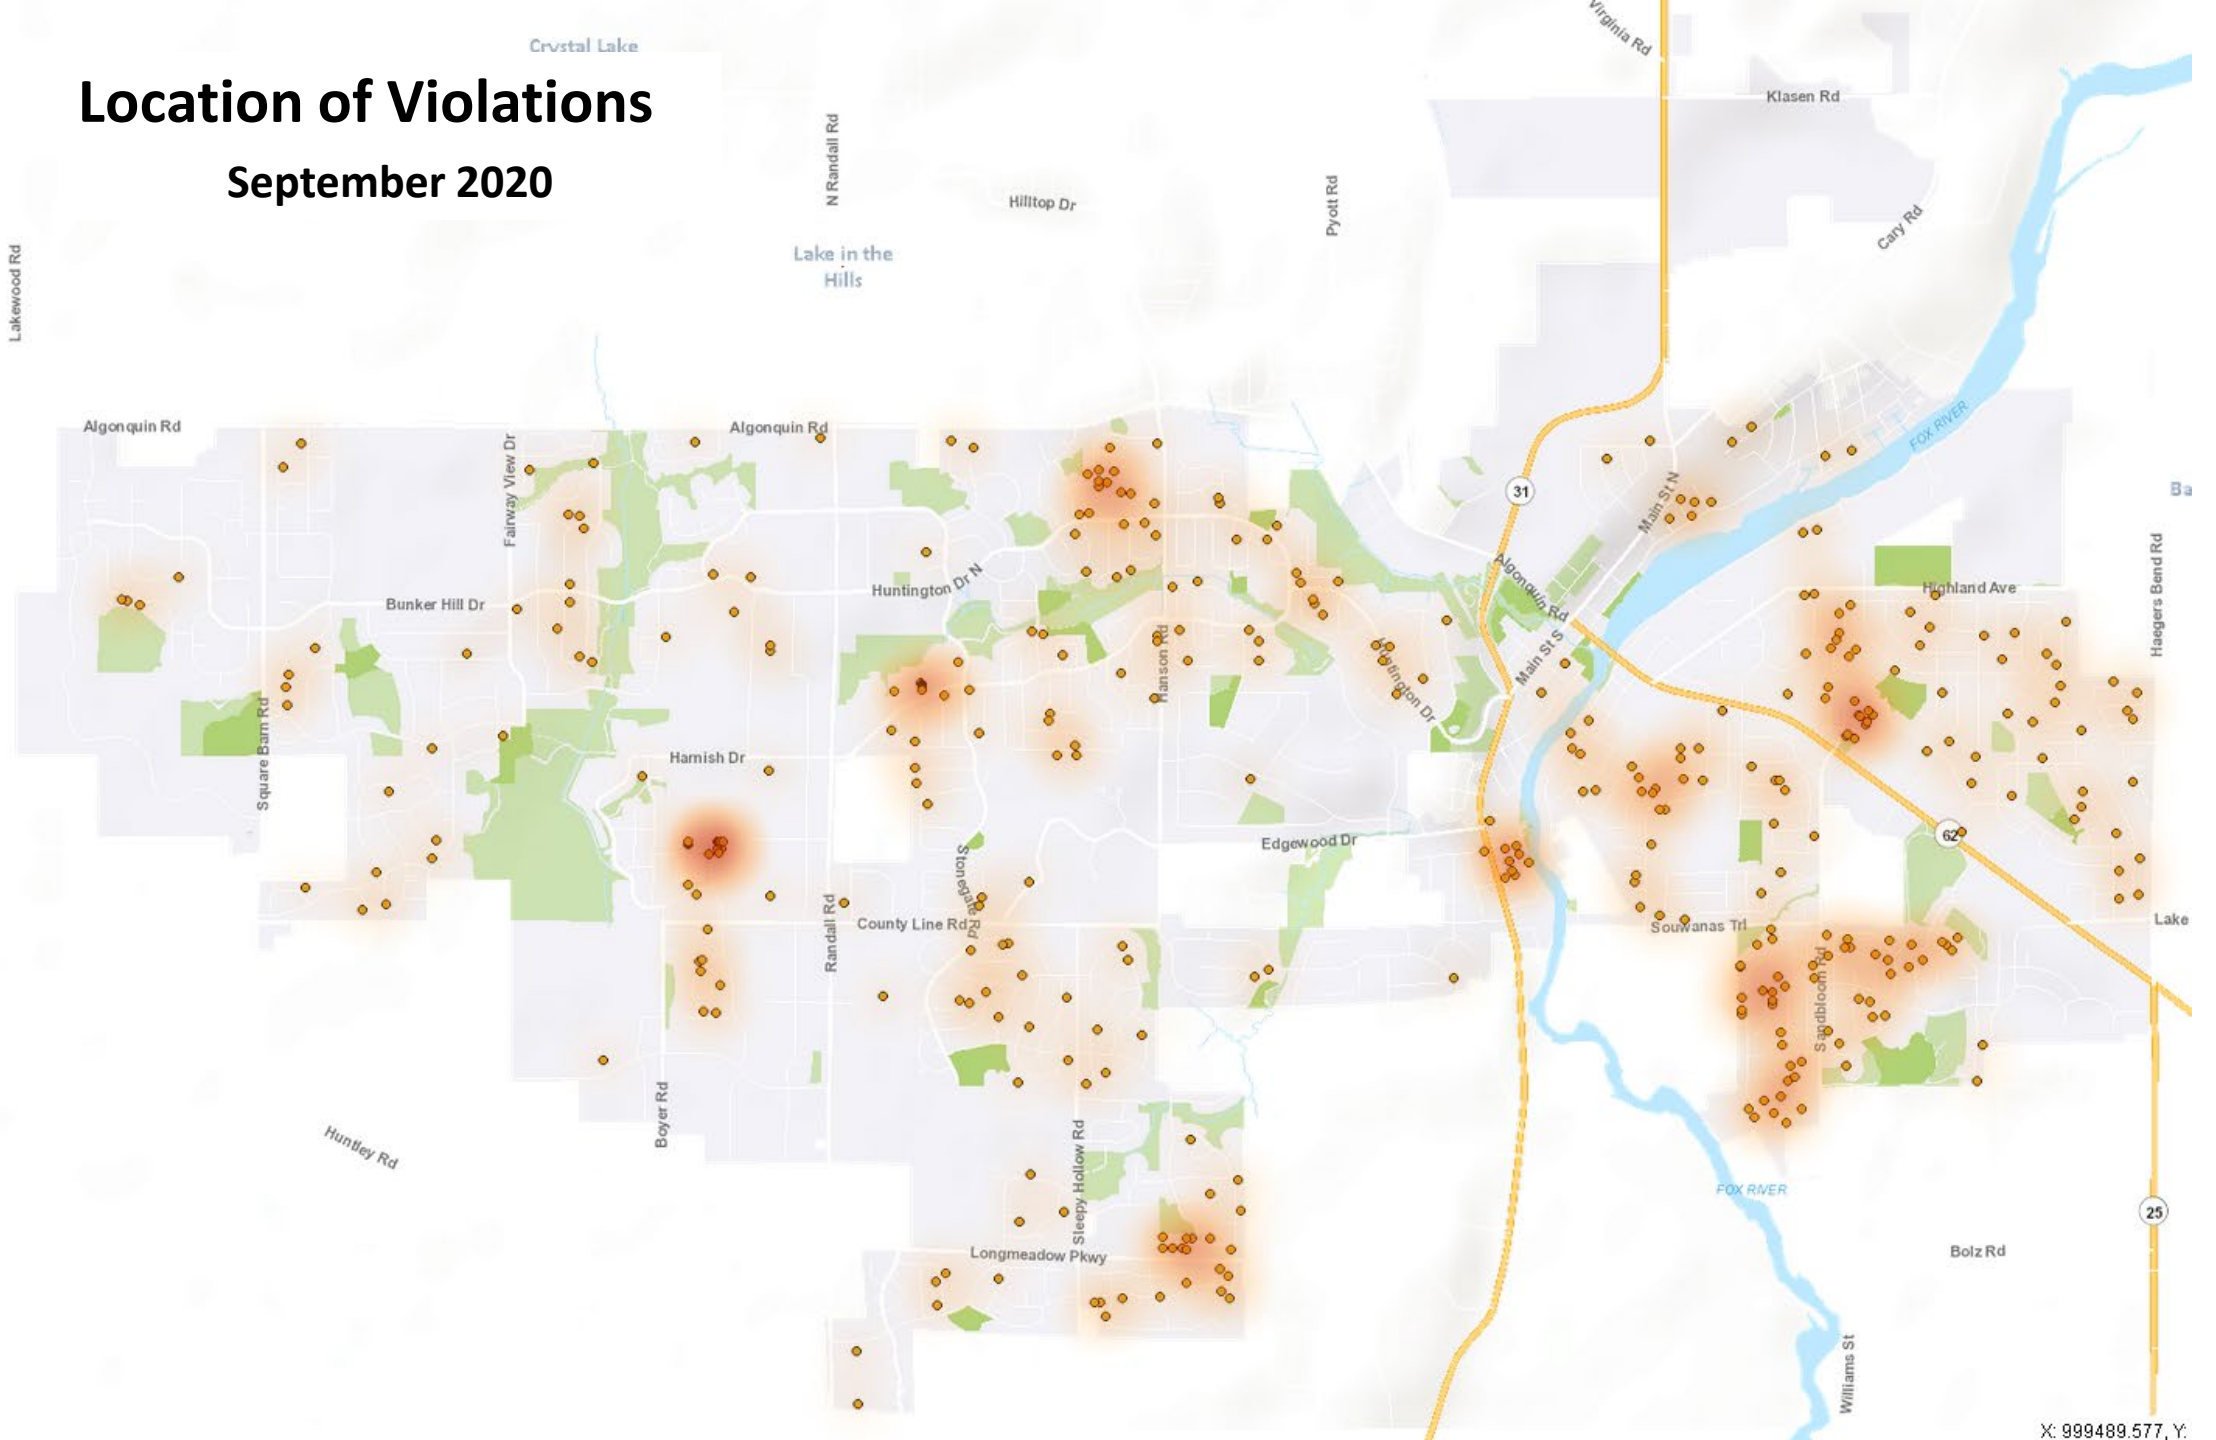 Crystal Lake
Location of Violations
September 2020
Virginia Rd
Klasen Rd
N Randall Rd
Hilltop Dr
Pyott Rd
Cary Rd
Lake in the
Hills
Lakewood Rd
Algonquin Rd
Algonquin Rd
Fairway View Dr
FOX RIVER
31
Main St N
Ba
Haegers Bend Rd
Algonquin Rd
Highland Ave
Huntington Dr N
Bunker Hill Dr
Hanson Rd
Main St S
Huntington Dr
Square Barn Rd
Harnish Dr
Edgewood Dr
62
Stonegate Rd
Randall Rd
County Line Rd
Souwanas Trl
Lake
Sandbloom Rd
Boyer Rd
Huntley Rd
Sleepy Hollow Rd
FOX RIVER
25
Longmeadow Pkwy
Bolz Rd
Williams St
X: 999489.577, Y: